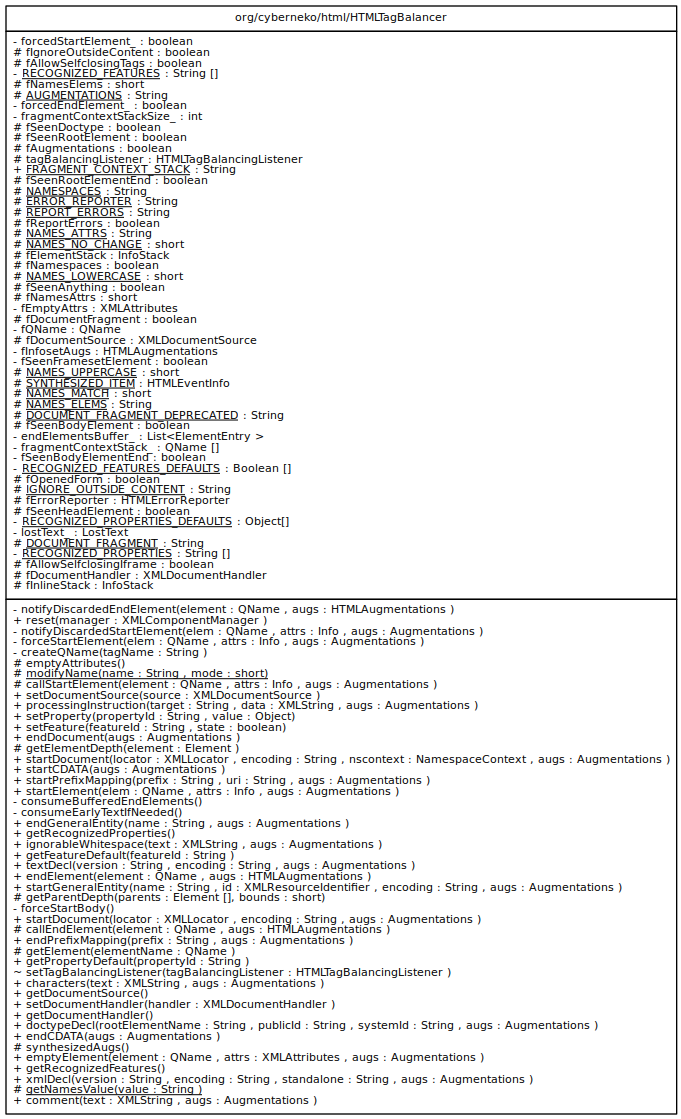 org/cyberneko/html/HTMLTagBalancer
- forcedStartElement_ : boolean
# fIgnoreOutsideContent : boolean
# fAllowSelfclosingTags : boolean
- RECOGNIZED_FEATURES : String []
# fNamesElems : short
# AUGMENTATIONS : String
- forcedEndElement_ : boolean
- fragmentContextStackSize_ : int
# fSeenDoctype : boolean
# fSeenRootElement : boolean
# fAugmentations : boolean
# tagBalancingListener : HTMLTagBalancingListener
+ FRAGMENT_CONTEXT_STACK : String
# fSeenRootElementEnd : boolean
# NAMESPACES : String
# ERROR_REPORTER : String
# REPORT_ERRORS : String
# fReportErrors : boolean
# NAMES_ATTRS : String
# NAMES_NO_CHANGE : short
# fElementStack : InfoStack
# fNamespaces : boolean
# NAMES_LOWERCASE : short
# fSeenAnything : boolean
# fNamesAttrs : short
- fEmptyAttrs : XMLAttributes
# fDocumentFragment : boolean
- fQName : QName
# fDocumentSource : XMLDocumentSource
- fInfosetAugs : HTMLAugmentations
- fSeenFramesetElement : boolean
# NAMES_UPPERCASE : short
# SYNTHESIZED_ITEM : HTMLEventInfo
# NAMES_MATCH : short
# NAMES_ELEMS : String
# DOCUMENT_FRAGMENT_DEPRECATED : String
# fSeenBodyElement : boolean
- endElementsBuffer_ : List<ElementEntry >
- fragmentContextStack_ : QName []
- fSeenBodyElementEnd : boolean
- RECOGNIZED_FEATURES_DEFAULTS : Boolean []
# fOpenedForm : boolean
# IGNORE_OUTSIDE_CONTENT : String
# fErrorReporter : HTMLErrorReporter
# fSeenHeadElement : boolean
- RECOGNIZED_PROPERTIES_DEFAULTS : Object[]
- lostText_ : LostText
# DOCUMENT_FRAGMENT : String
- RECOGNIZED_PROPERTIES : String []
# fAllowSelfclosingIframe : boolean
# fDocumentHandler : XMLDocumentHandler
# fInlineStack : InfoStack
- notifyDiscardedEndElement(element : QName , augs : HTMLAugmentations )
+ reset(manager : XMLComponentManager )
- notifyDiscardedStartElement(elem : QName , attrs : Info , augs : Augmentations )
- forceStartElement(elem : QName , attrs : Info , augs : Augmentations )
- createQName(tagName : String )
# emptyAttributes()
# modifyName(name : String , mode : short)
# callStartElement(element : QName , attrs : Info , augs : Augmentations )
+ setDocumentSource(source : XMLDocumentSource )
+ processingInstruction(target : String , data : XMLString , augs : Augmentations )
+ setProperty(propertyId : String , value : Object)
+ setFeature(featureId : String , state : boolean)
+ endDocument(augs : Augmentations )
# getElementDepth(element : Element )
+ startDocument(locator : XMLLocator , encoding : String , nscontext : NamespaceContext , augs : Augmentations )
+ startCDATA(augs : Augmentations )
+ startPrefixMapping(prefix : String , uri : String , augs : Augmentations )
+ startElement(elem : QName , attrs : Info , augs : Augmentations )
- consumeBufferedEndElements()
- consumeEarlyTextIfNeeded()
+ endGeneralEntity(name : String , augs : Augmentations )
+ getRecognizedProperties()
+ ignorableWhitespace(text : XMLString , augs : Augmentations )
+ getFeatureDefault(featureId : String )
+ textDecl(version : String , encoding : String , augs : Augmentations )
+ endElement(element : QName , augs : HTMLAugmentations )
+ startGeneralEntity(name : String , id : XMLResourceIdentifier , encoding : String , augs : Augmentations )
# getParentDepth(parents : Element [], bounds : short)
- forceStartBody()
+ startDocument(locator : XMLLocator , encoding : String , augs : Augmentations )
# callEndElement(element : QName , augs : HTMLAugmentations )
+ endPrefixMapping(prefix : String , augs : Augmentations )
# getElement(elementName : QName )
+ getPropertyDefault(propertyId : String )
~ setTagBalancingListener(tagBalancingListener : HTMLTagBalancingListener )
+ characters(text : XMLString , augs : Augmentations )
+ getDocumentSource()
+ setDocumentHandler(handler : XMLDocumentHandler )
+ getDocumentHandler()
+ doctypeDecl(rootElementName : String , publicId : String , systemId : String , augs : Augmentations )
+ endCDATA(augs : Augmentations )
# synthesizedAugs()
+ emptyElement(element : QName , attrs : XMLAttributes , augs : Augmentations )
+ getRecognizedFeatures()
+ xmlDecl(version : String , encoding : String , standalone : String , augs : Augmentations )
# getNamesValue(value : String )
+ comment(text : XMLString , augs : Augmentations )